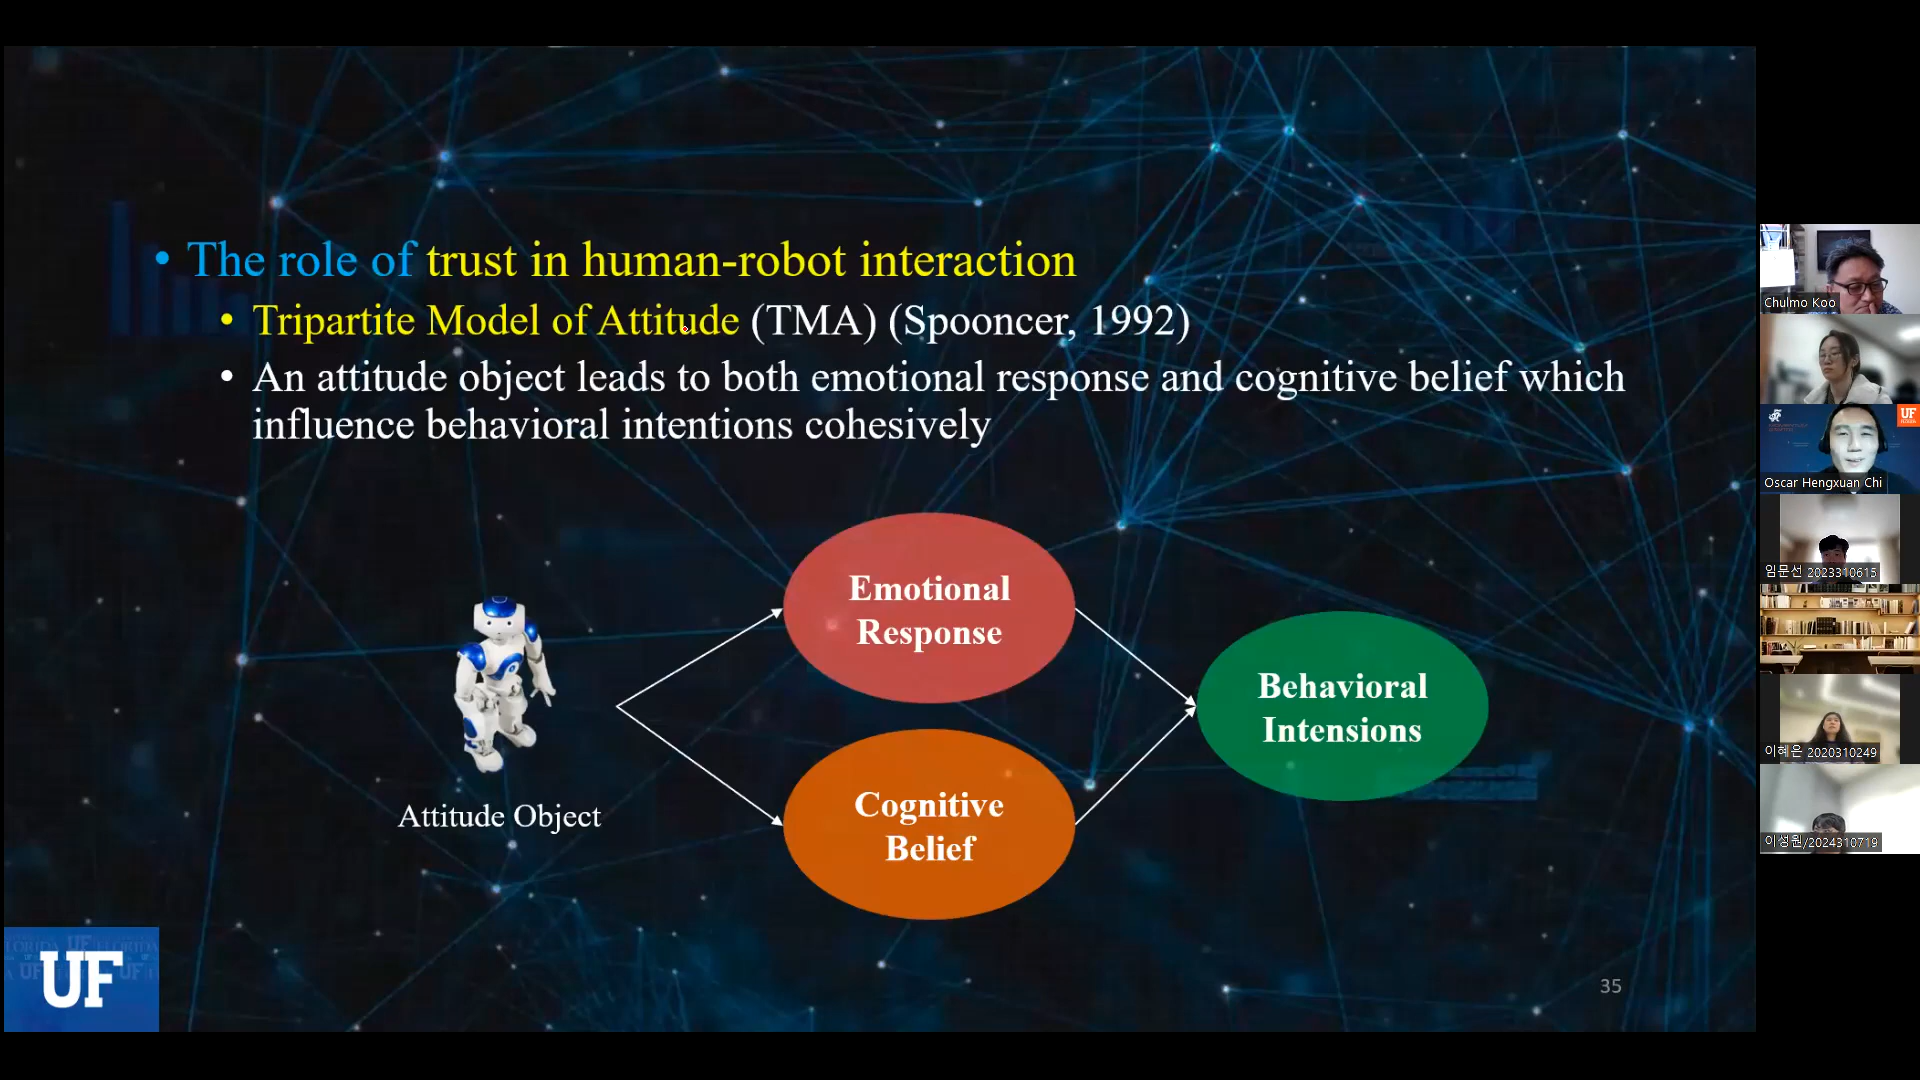 • The role of trust in human-robot interaction
• Tripartite Model of Attitude (TMA) (Spooncer, 1992)
• An attitude object leads to both emotional response and cognitive belief which
influence behavioral intentions cohesively
Emotional
Response
Behavioral
Intensions
Cognitive
Belief
Attitude Object
UF
35
Chulmo Koo
UF
Oscar Hengxuan Chi
임문선 2023310615
이혜은 2020310249
이성원/2024310719